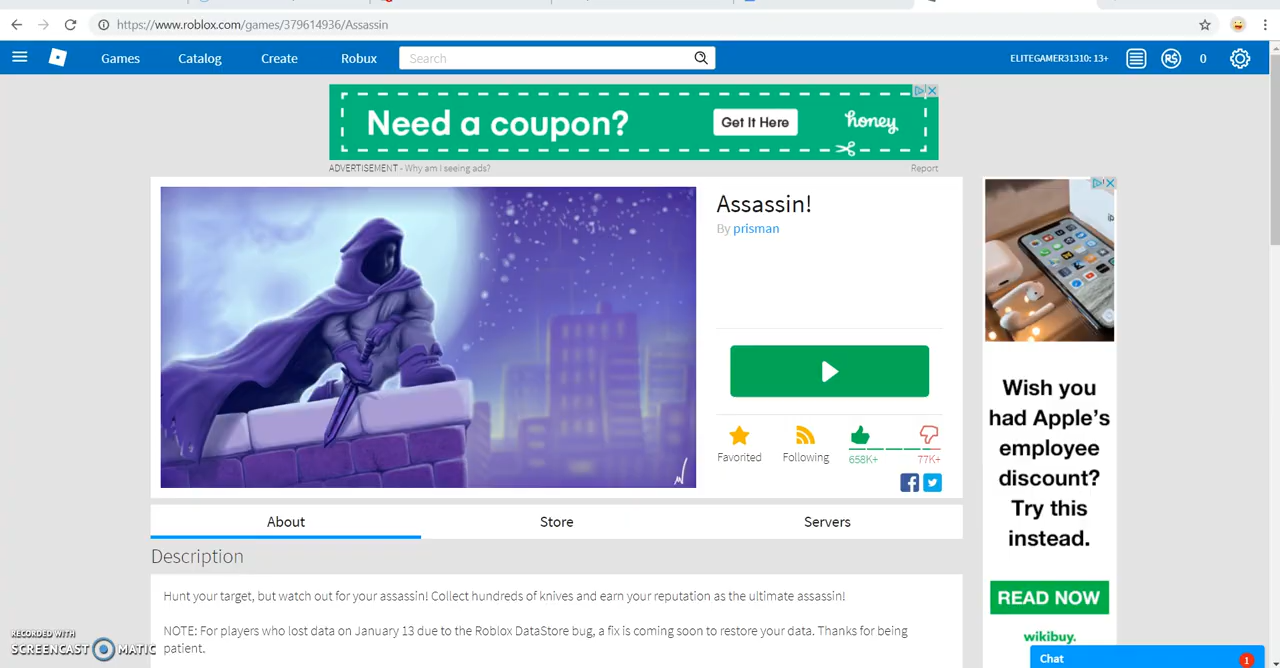 https://www.roblox.com/games/379614936/Assassin
Games
Catalog
Create
Robux
Search
ELITEGAMER31310: 13+
R$
0
Need a coupon?
Get It Here
honey
ADVERTISEMENT - Why am I seeing ads?
Report
Assassin!
By prisman
Favorited
Following
658K+
77K+
Wish you
had Apple's
employee
discount?
Try this
instead.
READ NOW
wikibuy.
About
Store
Servers
Description
Hunt your target, but watch out for your assassin! Collect hundreds of knives and earn your reputation as the ultimate assassin!
NOTE: For players who lost data on January 13 due to the Roblox DataStore bug, a fix is coming soon to restore your data. Thanks for being
patient.
RECORDED WITH
SCREENCAST MATIC
Chat
1